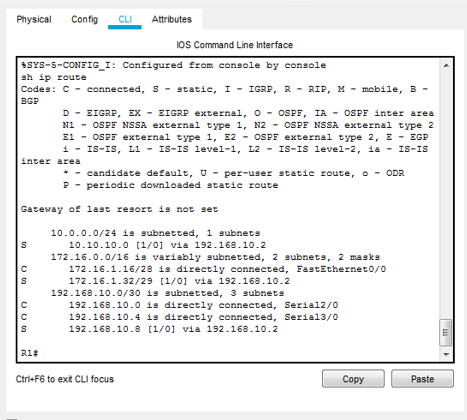 Physical Config CLI Attributes
IOS Command Line Interface
%SYS-5-CONFIG_I: Configured from console by console
sh ip route
Codes: C - connected, S - static, I - IGRP, R - RIP, M - mobile, B -
BGP
D - EIGRP, EX - EIGRP external, O - OSPF, IA - OSPF inter area
N1 - OSPF NSSA external type 1, N2 - OSPF NSSA external type 2
E1 - OSPF external type 1, E2 - OSPF external type 2, E - EGP
i - IS-IS, L1 - IS-IS level-1, L2 - IS-IS level-2, ia - IS-IS
inter area
* - candidate default, U - per-user static route, o - ODR
P - periodic downloaded static route
Gateway of last resort is not set
10.0.0.0/24 is subnetted, 1 subnets
S 10.10.10.0 [1/0] via 192.168.10.2
172.16.0.0/16 is variably subnetted, 2 subnets, 2 masks
C 172.16.1.16/28 is directly connected, FastEthernet0/0
S 172.16.1.32/29 [1/0] via 192.168.10.2
192.168.10.0/30 is subnetted, 3 subnets
C 192.168.10.0 is directly connected, Serial2/0
C 192.168.10.4 is directly connected, Serial3/0
S 192.168.10.8 [1/0] via 192.168.10.2
R1#
Ctrl+F6 to exit CLI focus
Copy Paste